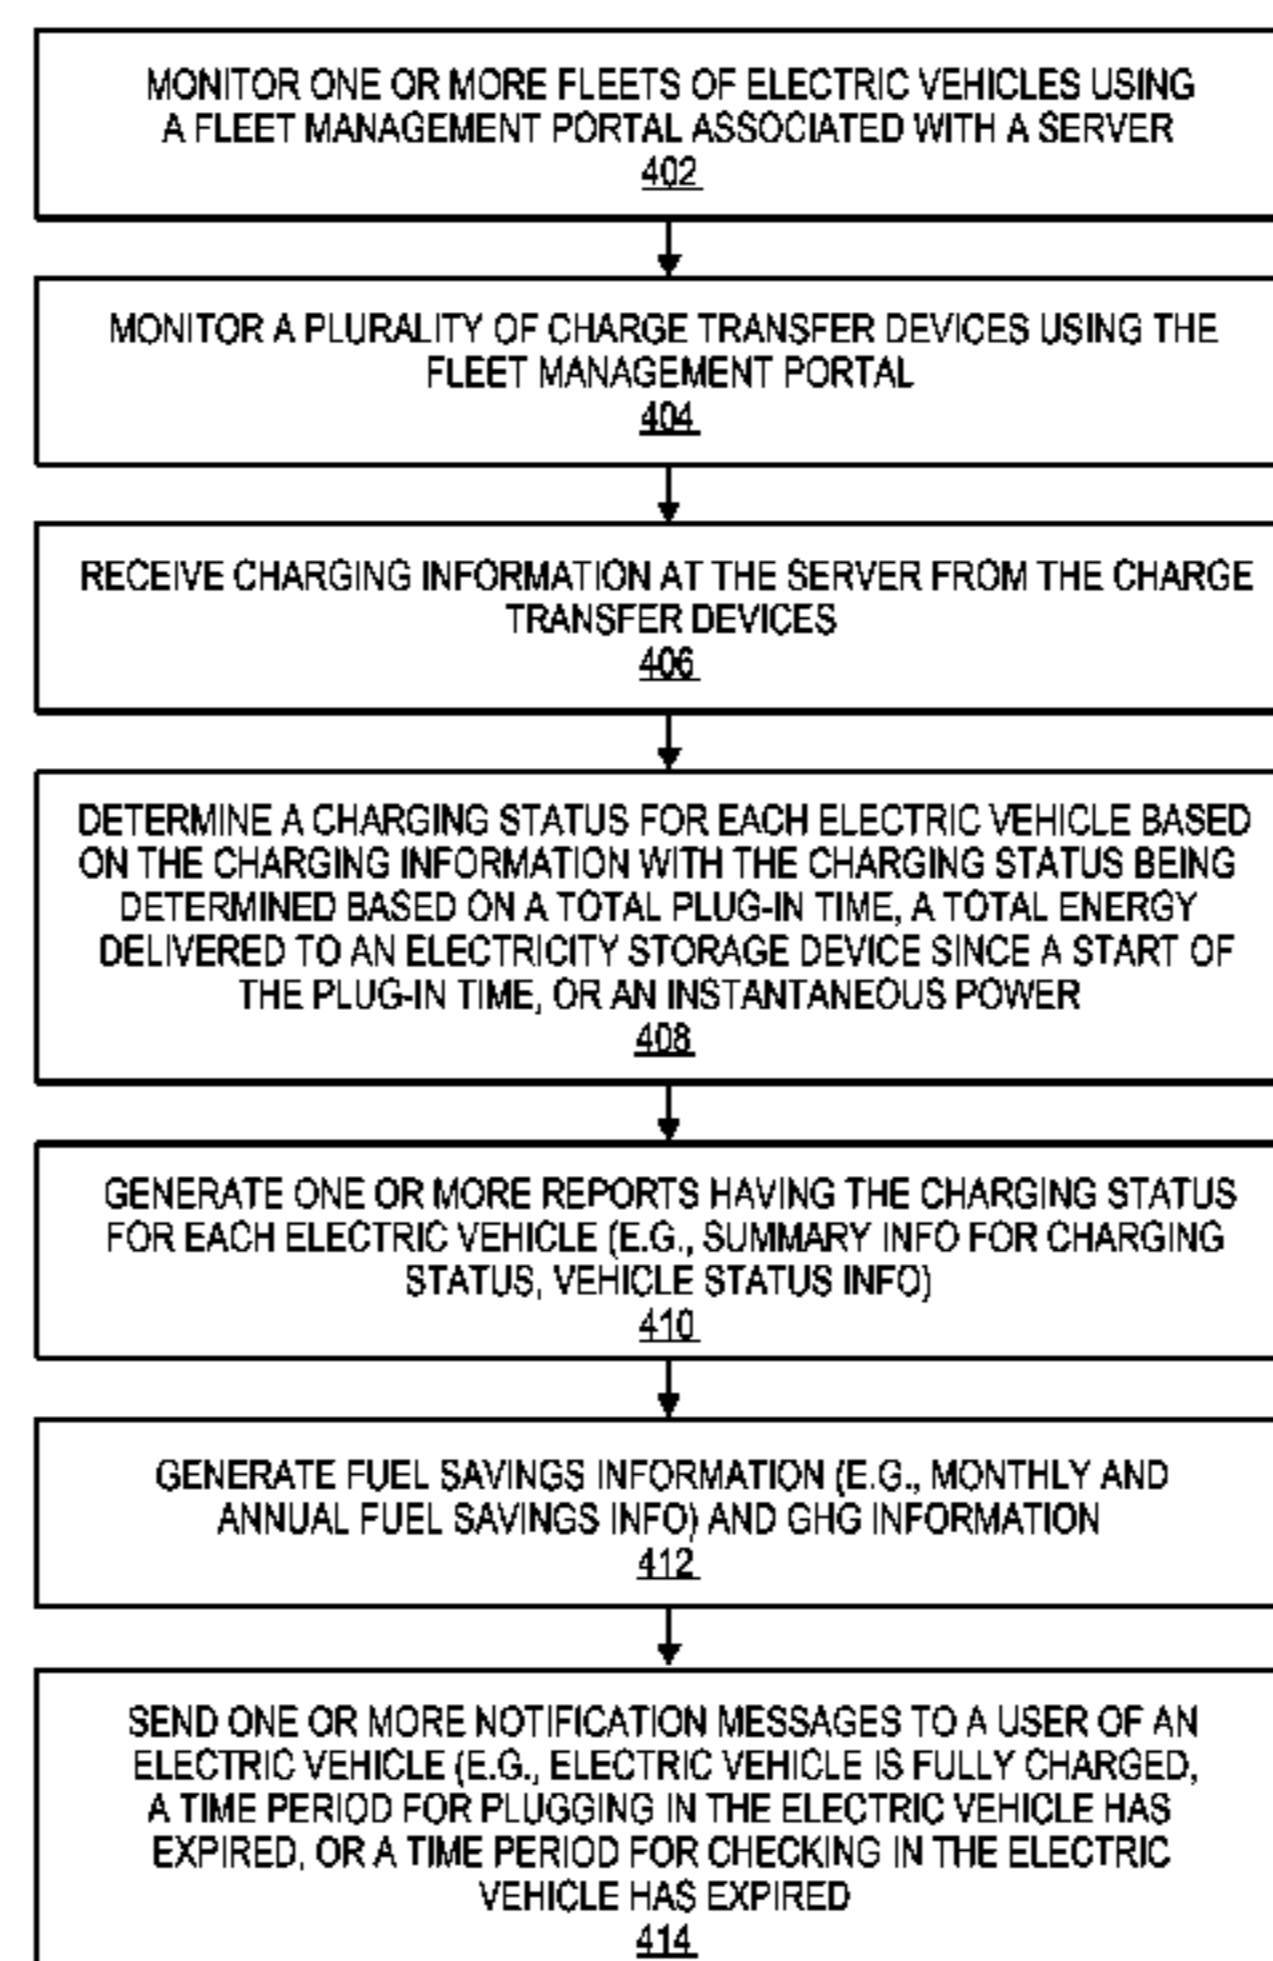 MONITOR ONE OR MORE FLEETS OF ELECTRIC VEHICLES USING
A FLEET MANAGEMENT PORTAL ASSOCIATED WITH A SERVER
402
MONITOR A PLURALITY OF CHARGE TRANSFER DEVICES USING THE
FLEET MANAGEMENT PORTAL
404
RECEIVE CHARGING INFORMATION AT THE SERVER FROM THE CHARGE
TRANSFER DEVICES
406
DETERMINE A CHARGING STATUS FOR EACH ELECTRIC VEHICLE BASED
ON THE CHARGING INFORMATION WITH THE CHARGING STATUS BEING
DETERMINED BASED ON A TOTAL PLUG-IN TIME, A TOTAL ENERGY
DELIVERED TO AN ELECTRICITY STORAGE DEVICE SINCE A START OF
THE PLUG-IN TIME, OR AN INSTANTANEOUS POWER
408
GENERATE ONE OR MORE REPORTS HAVING THE CHARGING STATUS
FOR EACH ELECTRIC VEHICLE (E.G., SUMMARY INFO FOR CHARGING
STATUS, VEHICLE STATUS INFO)
410
GENERATE FUEL SAVINGS INFORMATION (E.G., MONTHLY AND
ANNUAL FUEL SAVINGS INFO) AND GHG INFORMATION
412
SEND ONE OR MORE NOTIFICATION MESSAGES TO A USER OF AN
ELECTRIC VEHICLE (E.G., ELECTRIC VEHICLE IS FULLY CHARGED,
A TIME PERIOD FOR PLUGGING IN THE ELECTRIC VEHICLE HAS
EXPIRED, OR A TIME PERIOD FOR CHECKING IN THE ELECTRIC
VEHICLE HAS EXPIRED
414